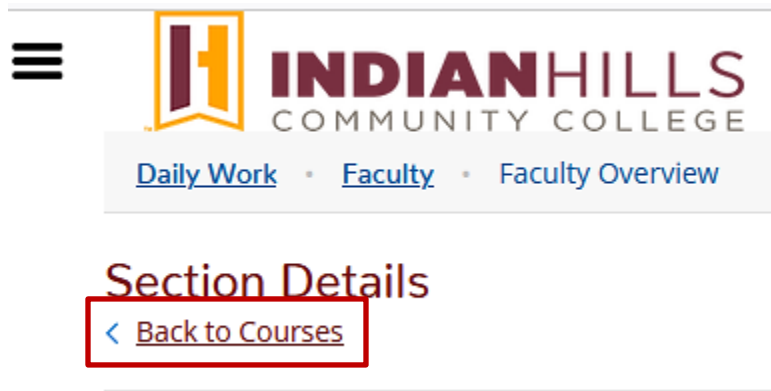 INDIANHILLS
COMMUNITY COLLEGE
Daily Work • Faculty • Faculty Overview
Section Details
< Back to Courses